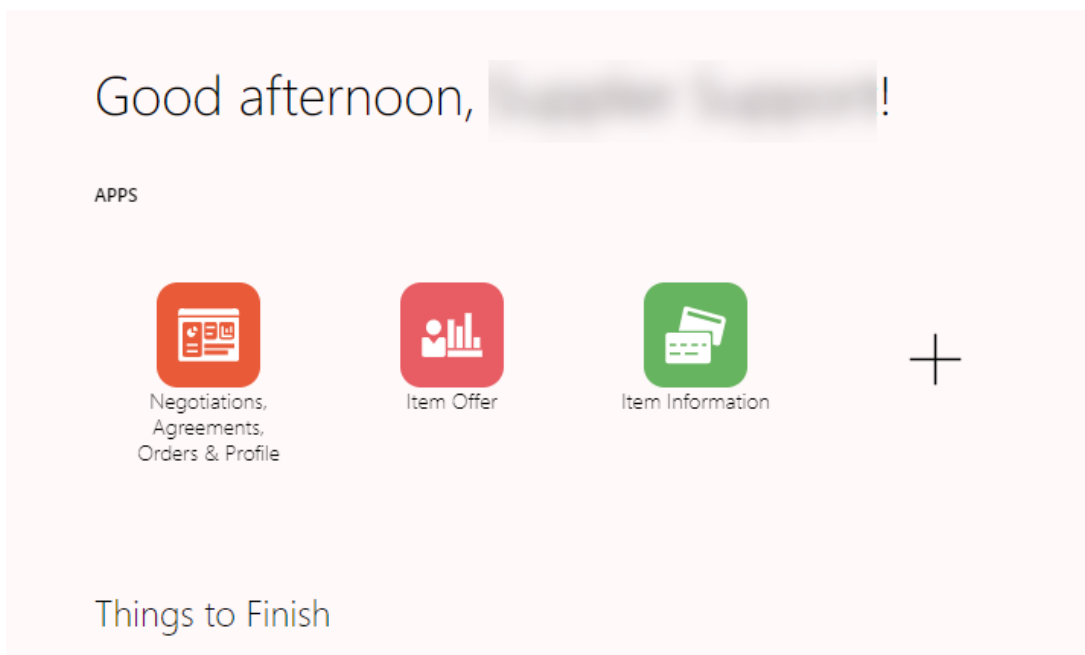 Good afternoon, !
APPS
Negotiations,
Agreements,
Orders & Profile
Item Offer
Item Information
Things to Finish